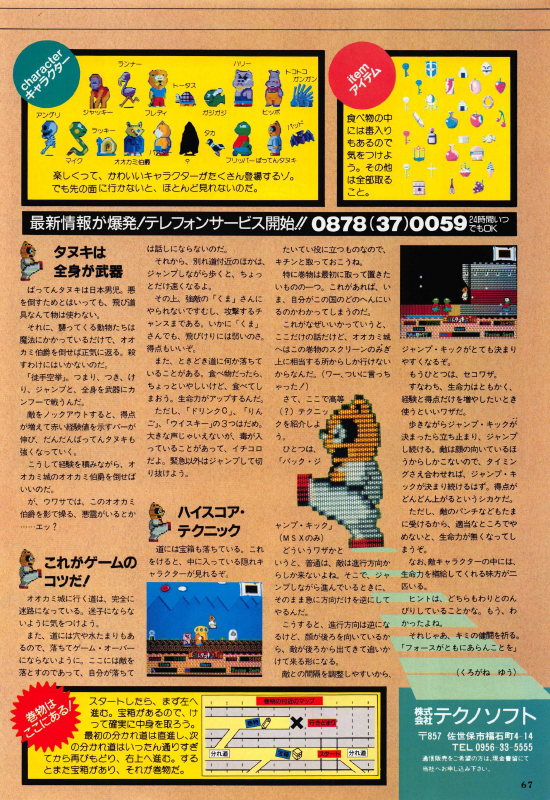 character
キャラクター
ランナー
ハリー
トコトコ
ガンガン
アングリ
ジャッキー
フレディ
トータス
ガジガジ
ヒッポ
マイク
ラッキー
オオカミ伯爵
?
タカ
フリッパー
ばってんタヌキ
バッド
楽しくって、かわいいキャラクターがたくさん登場するゾ。
でも先の面に行かないと、ほとんど見れないのだ。
item
アイテム
食べ物の中
には毒入り
もあるので
気をつけよ
う。その他
は全部取る
こと。
最新情報が爆発!テレフォンサービス開始!! 0878(37)0059 24時間いつ
でもOK
タヌキは
全身が武器
ばってんタヌキは日本男児。悪
を倒すためとはいっても、飛び道
具なんて物は使わない。
それに、襲ってくる動物たちは
魔法にかかっているだけで、オオ
カミ伯爵を倒せば正気に返る。殺
すわけにはいかないのだ。
「徒手空拳」。つまり、つき、け
り、ジャンプと、全身を武器にカ
ンフーで戦うんだ。
敵をノックアウトすると、得点
が増えて赤い経験値を示すバーが
伸び、だんだんばってんタヌキも
強くなっていく。
こうして経験を積みながら、オ
オカミ城のオオカミ伯爵を倒せば
いいのだ。
が、ウワサでは、このオオカミ
伯爵を影で操る、悪霊がいるとか
……エッ?
これがゲームの
コツだ!
オオカミ城に行く道は、完全に
迷路になっている。迷子にならな
いように気をつけよう。
また、道には穴や水たまりもあ
るので、落ちてゲーム・オーバー
にならないように。ここには敵を
落とすのであって、自分が落ちて
は話しにならないのだ。
それから、別れ道付近のほかは、
ジャンプしながら歩くと、ちょっ
とだけ速くなるよ。
その上、強敵の「くま」さんに
やられないですむし、攻撃するチ
ャンスまである。いかに「くま」
さんでも、飛びけりには弱いのさ。
得点もいいぞ。
また、ときどき道に何か落ちて
いることがある。食べ物だったら、
ちょっといやしいけど、食べてし
まおう。生命力がアップするんだ。
ただし、「ドリンクQ」、「りん
ご」、「ウイスキー」の3つはだめ。
大きな声じゃいえないが、毒が入
っていることがあって、イチコロ
だよ。緊急以外はジャンプして切
り抜けよう。
ハイスコア・
テクニック
道には宝箱も落ちている。これ
をけると、中に入っている隠れキ
ャラクターが見れるぞ。
たいてい役に立つものなので、
キチンと取っておこうね。
特に巻物は最初に取って置きた
いものの一つ。これがあれば、い
ま、自分がこの国のどのへんにい
るのかわかってしまうのだ。
これがなぜいいかっていうと、
ここだけの話だけど、オオカミ城
へはこの巻物のスクリーンのみぎ
上に相当する所からしか行けない
からなんだ。(ワー、ついに言っち
ゃったァ)
さて、ここで高等
(?)テクニッ
クを紹介しよ
う。
ひとつは、
「バック・ジ
ャンプ・キック」
(MSXのみ)
どういうワザかと
いうと、普通は、敵は進行方向か
らしか来ないよね。そこで、ジャ
ンプしながら進んでいるときに、
そのまま急に方向だけを逆にして
やるんだ。
こうすると、進行方向は逆にな
るけど、顔が後ろを向いているか
ら、敵が後ろから出てきて追いか
けて来る形になる。
敵との間隔を調整しやすいから、
ジャンプ・キックがとても決まり
やすくなるぞ。
もうひとつは、セコワザ。
すなわち、生命力はともかく、
経験と得点だけを増やしたいとき
使うといいワザだ。
歩きながらジャンプ・キックが
決まったら立ち止まり、ジャンプ
し続ける。敵は顔の向いているほ
うからしかこないので、タイミン
グさえ合わせれば、ジャンプ・キ
ックが決まり続けるはず。得点が
どんどん上がるというシカケだ。
ただし、敵のパンチなどもたま
に受けるから、適当なところでや
めないと、生命力が無くなってし
まうぞ。
なお、敵キャラクターの中には、
生命力を補給してくれる味方が二
匹いる。
ヒントは、どちらもわりとのん
びりしていることかな。もう、わ
かったよね。
それじゃあ、キミの健闘を祈る。
「フォースがともにあらんことを」
(くろがね ゆう)
巻物は
ここにある!
スタートしたら、まず左へ
進む。宝箱があるので、け
って確実に中身を取ろう。
最初の分かれ道は直進し、次
の分かれ道はいったん通りすぎ
てから再びもどり、右上へ進む。する
とまた宝箱があり、それが巻物だ。
巻物の付近のマップ
巻物
行き止まり
分れ道
宝箱
スタート
分れ道
株式
会社 テクノソフト
〒857 佐世保市福石町4-14
TEL 0956-33-5555
通信販売をご希望の方は、現金書留にて
当社へお申し込み下さい。
67